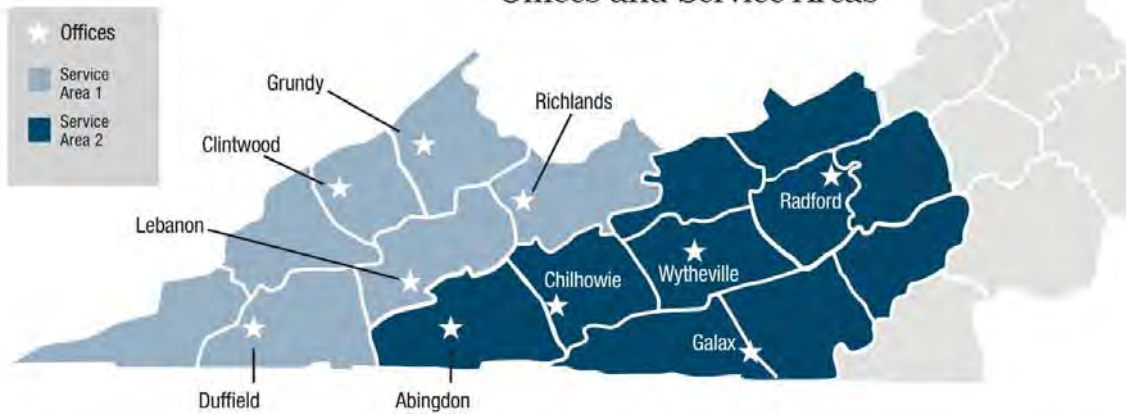 Offices and Service Areas
Offices
Service
Area 1
Service
Area 2
Grundy
Richlands
Clintwood
Radford
Lebanon
Chilhowie
Wytheville
Galax
Duffield
Abingdon